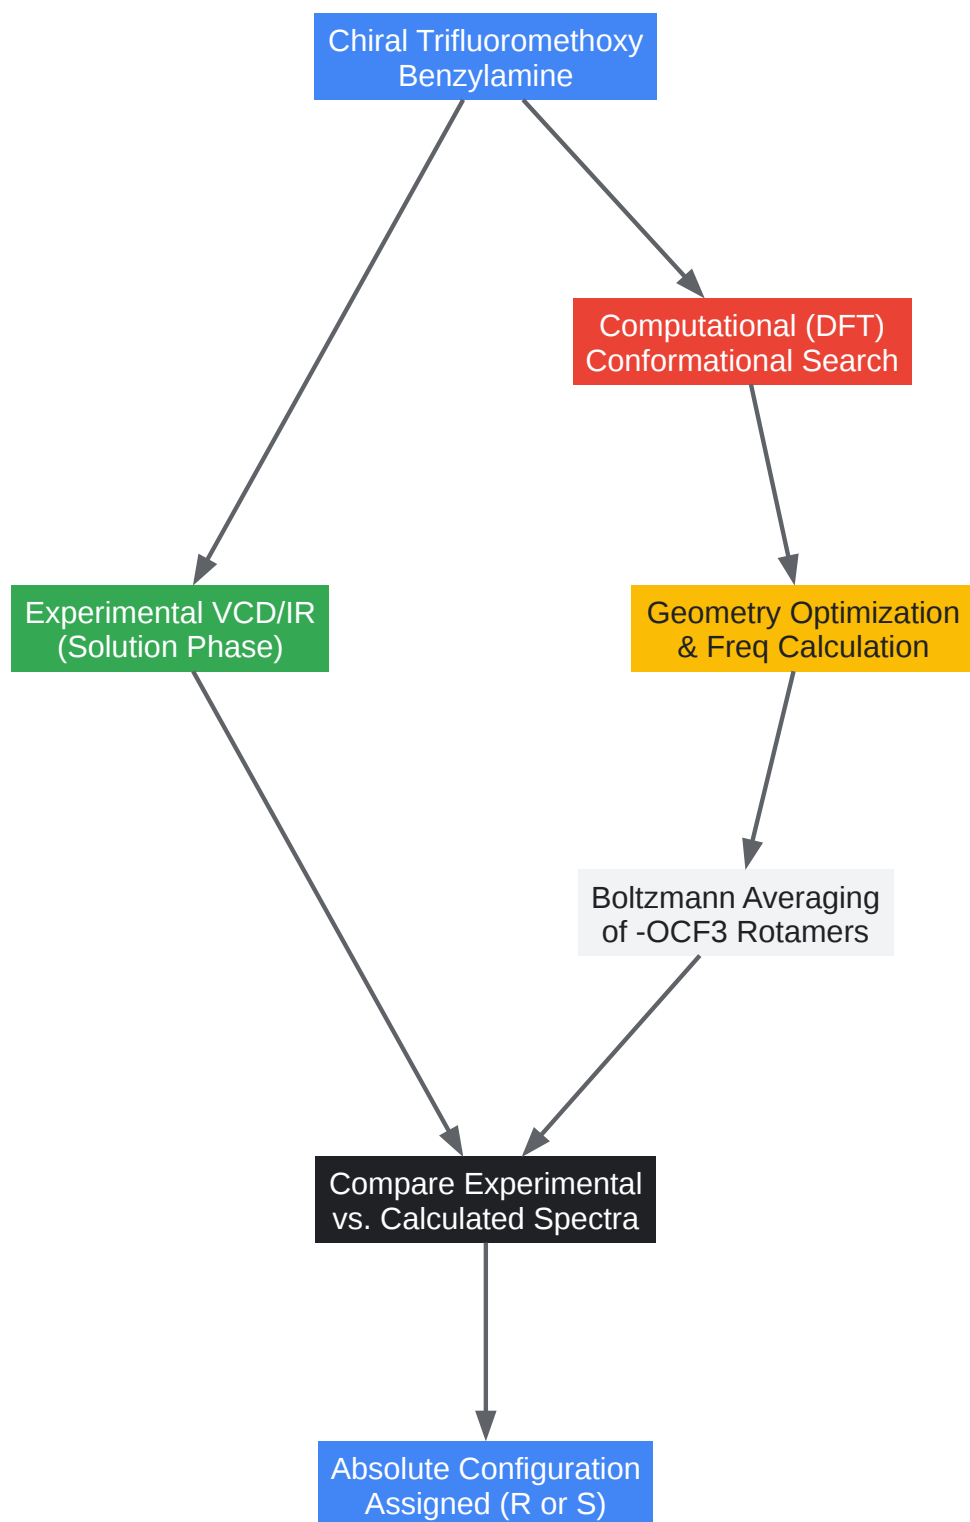 Chiral Trifluoromethoxy
Benzylamine
Computational (DFT)
Conformational Search
Experimental VCD/IR
(Solution Phase)
Geometry Optimization
& Freq Calculation
Boltzmann Averaging
of -OCF3 Rotamers
Compare Experimental
vs. Calculated Spectra
Absolute Configuration
Assigned (R or S)